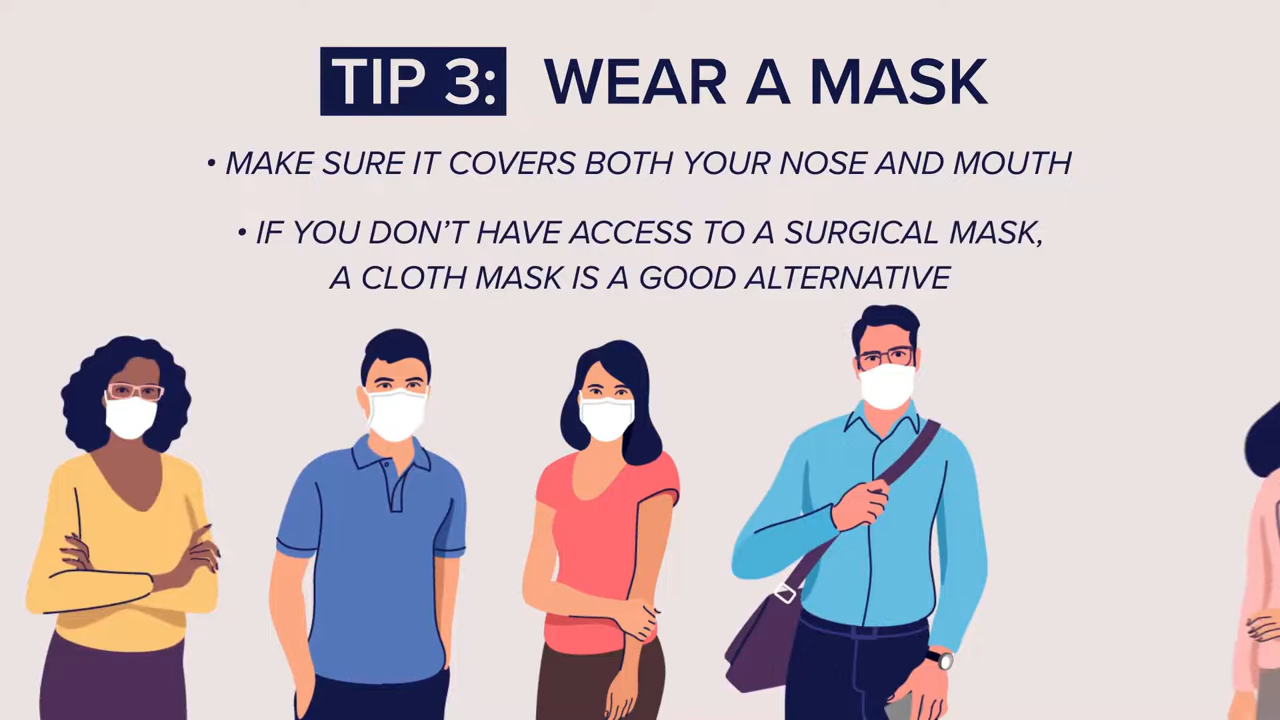 TIP 3: WEAR A MASK
• MAKE SURE IT COVERS BOTH YOUR NOSE AND MOUTH
• IF YOU DON’T HAVE ACCESS TO A SURGICAL MASK,
A CLOTH MASK IS A GOOD ALTERNATIVE